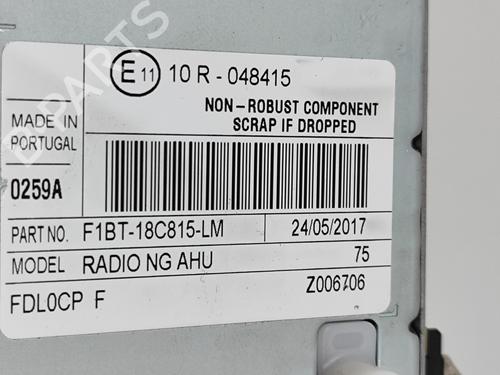 E 11 10 R - 048415
NON - ROBUST COMPONENT
SCRAP IF DROPPED
MADE IN
PORTUGAL
0259A
PART NO. F1BT-18C815-LM 24/05/2017
MODEL RADIO NG AHU 75
FDL0CP F Z006706